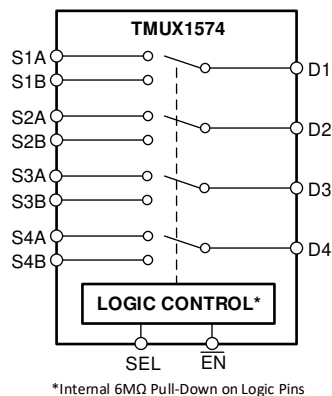 TMUX1574
S1A
D1
S1B
S2A
D2
S2B
S3A
D3
S3B
S4A
D4
S4B
LOGIC CONTROL*
SEL
E̅N̅
*Internal 6MΩ Pull-Down on Logic Pins